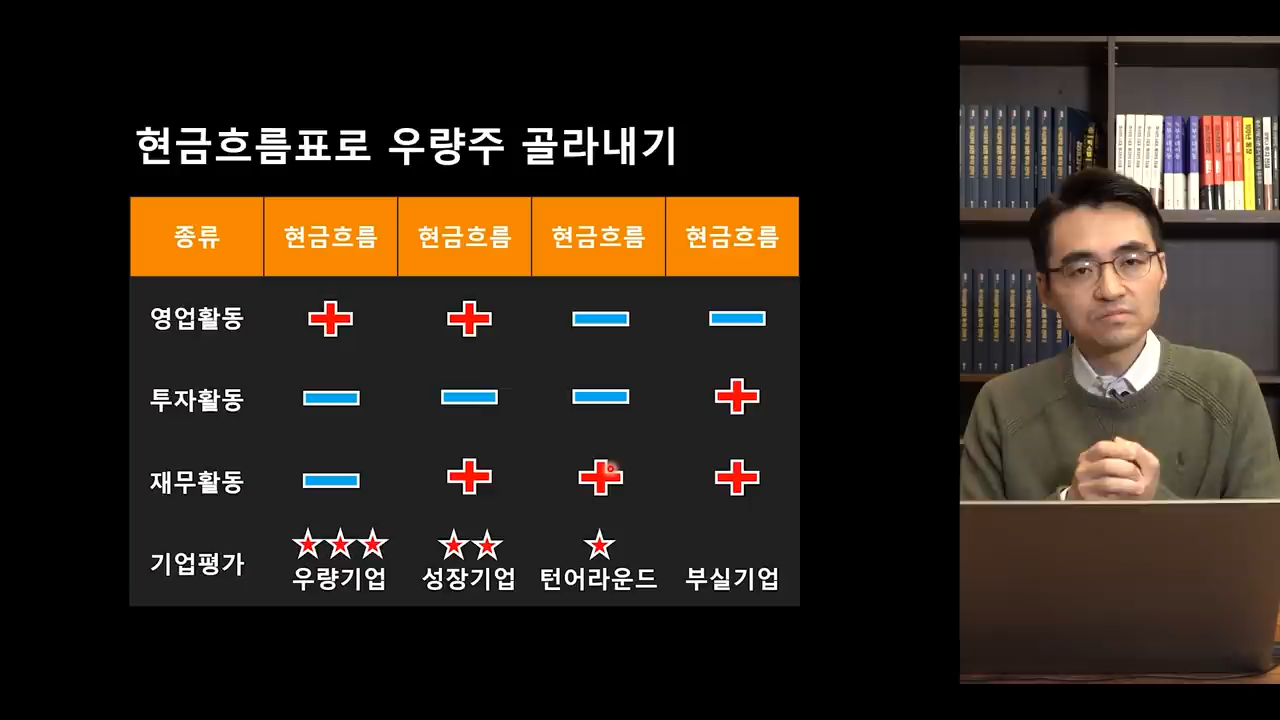 현금흐름표로 우량주 골라내기
종류 현금흐름 현금흐름 현금흐름 현금흐름
영업활동
투자활동
재무활동
기업평가 우량기업 성장기업 턴어라운드 부실기업